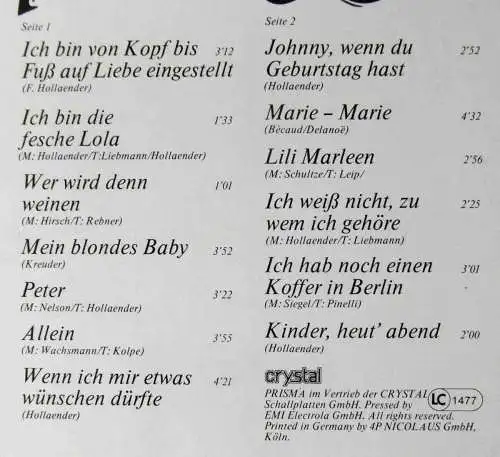 Seite 1
Ich bin von Kopf bis 3'12
Fuß auf Liebe eingestellt
(F. Hollaender)
Ich bin die 1'33
fesche Lola
(M: Hollaender/T:Liebmann/Hollaender)
Wer wird denn 1'01
weinen
(M: Hirsch/T: Rebner)
Mein blondes Baby 3'52
(Kreuder)
Peter 3'22
(M: Nelson/T: Hollaender)
Allein 3'55
(M: Wachsmann/T: Kolpe)
Wenn ich mir etwas 4'21
wünschen dürfte
(Hollaender)
Seite 2
Johnny, wenn du 2'52
Geburtstag hast
(Hollaender)
Marie – Marie 4'32
(Bécaud/Delanoë)
Lili Marleen 2'56
(M: Schultze/T: Leip/
Ich weiß nicht, zu 2'25
wem ich gehöre
(M: Hollaender/T: Liebmann)
Ich hab noch einen 3'01
Koffer in Berlin
(M: Siegel/T: Pinelli)
Kinder, heut' abend 2'00
(Hollaender)
crystal
PRISMA im Vertrieb der CRYSTAL
Schallplatten GmbH. Pressed by
EMI Electrola GmbH. All rights reserved.
Printed in Germany by 4P NICOLAUS GmbH,
Köln.
LC 1477